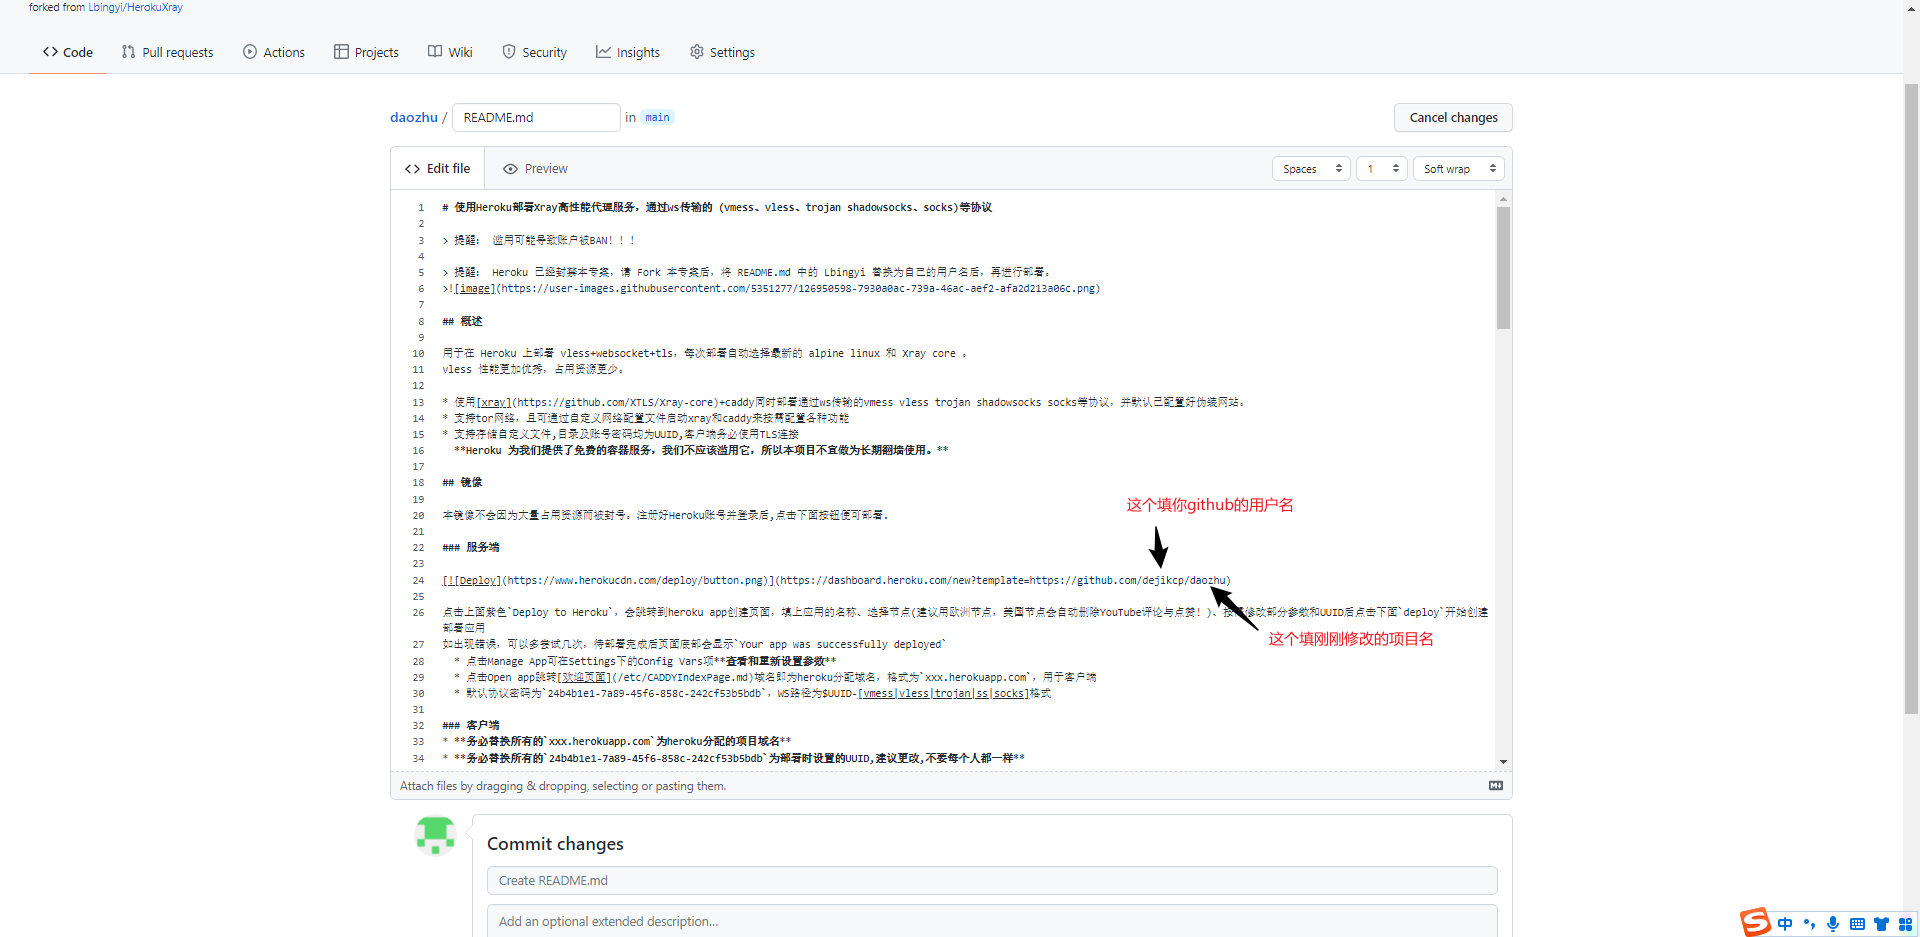 forked from Lbingyi/HerokuXray
Code Pull requests Actions Projects Wiki Security Insights Settings
daozhu / README.md in main Cancel changes
Edit file Preview Spaces 1 Soft wrap
1 # 使用Heroku部署Xray高性能代理服务，通过ws传输的 (vmess、vless、trojan shadowsocks、socks)等协议
2
3 > 提醒： 滥用可能导致账户被BAN！！！
4
5 > 提醒： Heroku 已经封禁本专案，请 Fork 本专案后，将 README.md 中的 Lbingyi 替换为自己的用户名后，再进行部署。
6 >![image](https://user-images.githubusercontent.com/5351277/126950598-7930a0ac-739a-46ac-aef2-afa2d213a06c.png)
7
8 ## 概述
9
10 用于在 Heroku 上部署 vless+websocket+tls，每次部署自动选择最新的 alpine linux 和 Xray core 。
11 vless 性能更加优秀，占用资源更少。
12
13 * 使用[xray](https://github.com/XTLS/Xray-core)+caddy同时部署通过ws传输的vmess vless trojan shadowsocks socks等协议，并默认已配置好伪装网站。
14 * 支持tor网络，且可通过自定义网络配置文件启动xray和caddy来按需配置各种功能
15 * 支持存储自定义文件,目录及账号密码均为UUID,客户端务必使用TLS连接
16 **Heroku 为我们提供了免费的容器服务，我们不应该滥用它，所以本项目不宜做为长期翻墙使用。**
17
18 ## 镜像
19
这个填你github的用户名
20 本镜像不会因为大量占用资源而被封号。注册好Heroku账号并登录后,点击下面按钮便可部署.
21
22 ### 服务端
23
24 [![Deploy](https://www.herokucdn.com/deploy/button.png)](https://dashboard.heroku.com/new?template=https://github.com/dejikcp/daozhu)
25
26 点击上面紫色`Deploy to Heroku`，会跳转到heroku app创建页面，填上应用的名称、选择节点(建议用欧洲节点，美国节点会自动删除YouTube评论与点赞！)、按需修改部分参数和UUID后点击下面`deploy`开始创建
部署应用
这个填刚刚修改的项目名
27 如出现错误，可以多尝试几次，待部署完成后页面底部会显示`Your app was successfully deployed`
28 * 点击Manage App可在Settings下的Config Vars项**查看和重新设置参数**
29 * 点击Open app跳转[欢迎页面](/etc/CADDYIndexPage.md)域名即为heroku分配域名，格式为`xxx.herokuapp.com`，用于客户端
30 * 默认协议密码为`24b4b1e1-7a89-45f6-858c-242cf53b5bdb`，WS路径为$UUID-[vmess|vless|trojan|ss|socks]格式
31
32 ### 客户端
33 * **务必替换所有的`xxx.herokuapp.com`为heroku分配的项目域名**
34 * **务必替换所有的`24b4b1e1-7a89-45f6-858c-242cf53b5bdb`为部署时设置的UUID,建议更改,不要每个人都一样**
Attach files by dragging & dropping, selecting or pasting them.
Commit changes
Create README.md
Add an optional extended description...
中